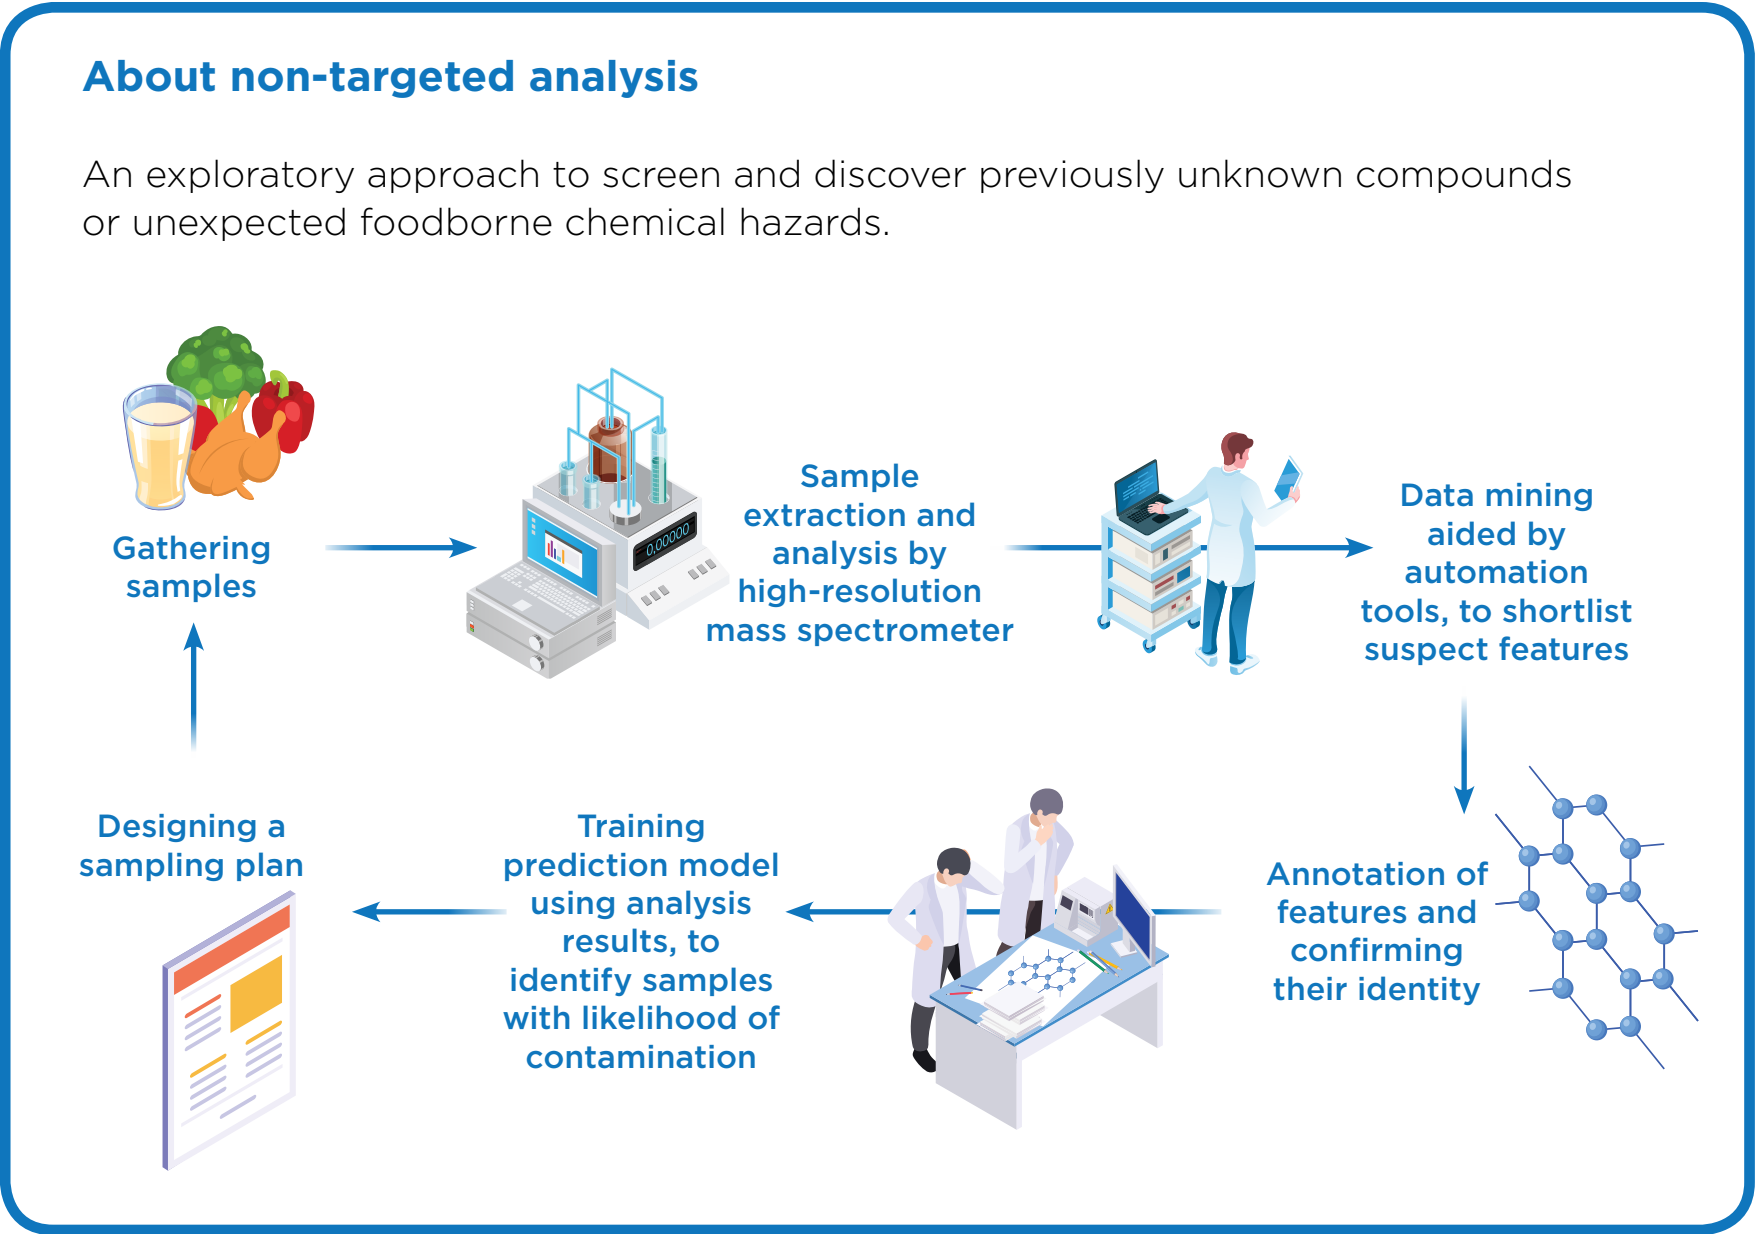 About non-targeted analysis
An exploratory approach to screen and discover previously unknown compounds
or unexpected foodborne chemical hazards.
Gathering
samples
0,00000
Sample
extraction and
analysis by
high-resolution
mass spectrometer
Data mining
aided by
automation
tools, to shortlist
suspect features
Annotation of
features and
confirming
their identity
Training
prediction model
using analysis
results, to
identify samples
with likelihood of
contamination
Designing a
sampling plan